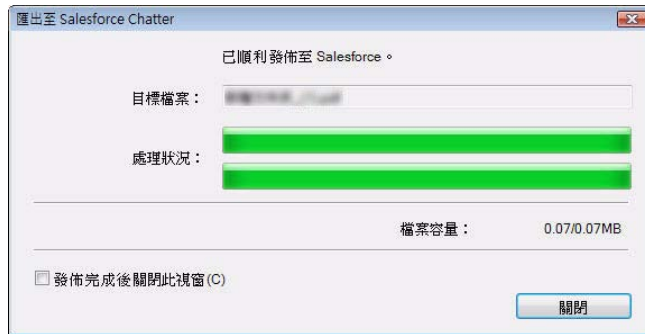 匯出至 Salesforce Chatter
已順利發佈至 Salesforce。
目標檔案：
處理狀況：
檔案容量： 0.07/0.07MB
發佈完成後關閉此視窗(C)
關閉